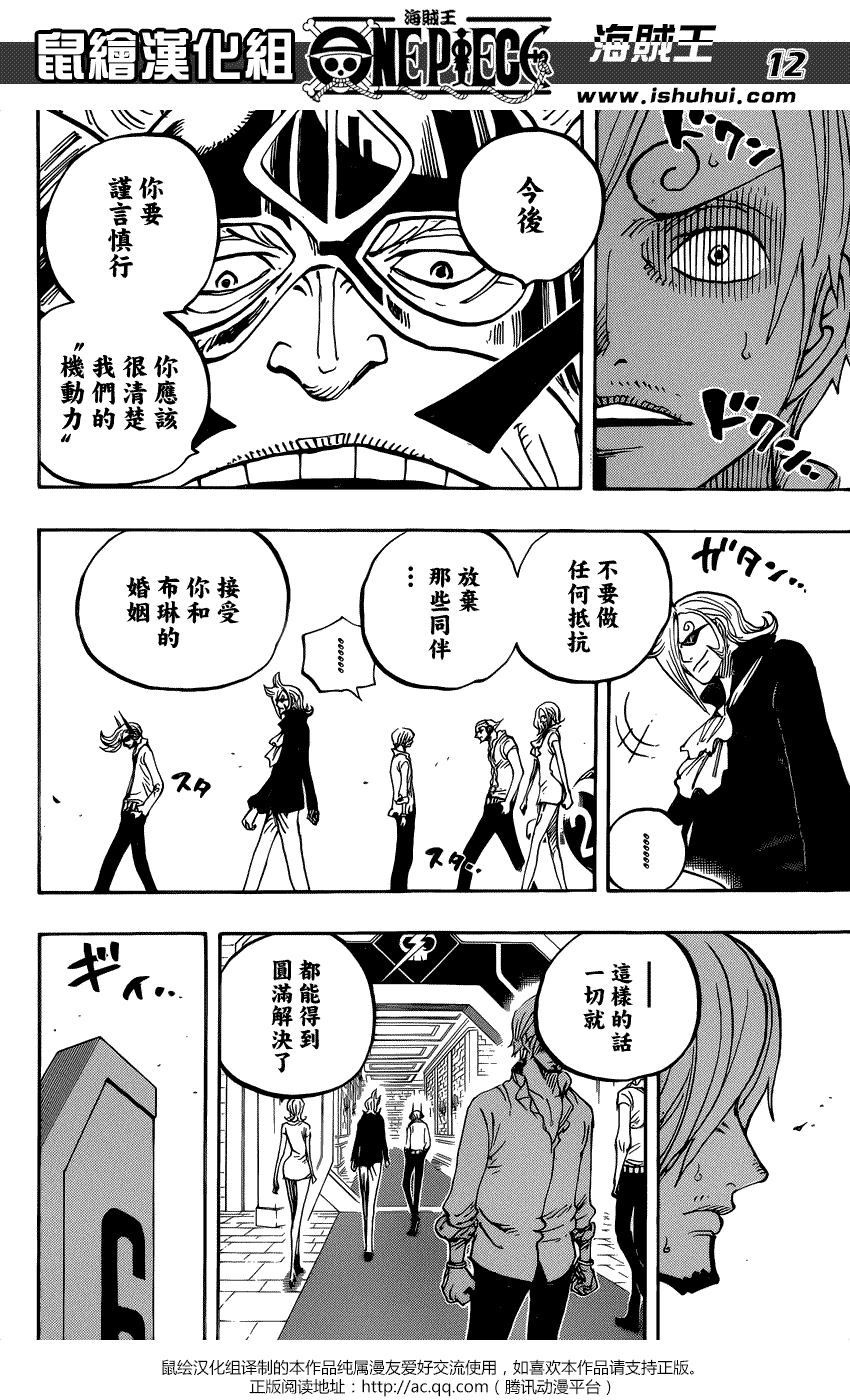 鼠繪漢化組
海賊王
ONE PIECE
海賊王
12
www.ishuhui.com
ドクン
ドクン..
今後
你要
謹言慎行
你應該
很清楚
我們的
〝機動力〟
ガタン..
不要做
任何抵抗
放棄
那些同伴
…
………
………
接受
你和
布琳的
婚姻
スタ
スタ..
2
──
這樣的話
一切就
都能得到
圓滿解決了
ギィ..
6
鼠绘汉化组译制的本作品纯属漫友爱好交流使用，如喜欢本作品请支持正版。
正版阅读地址：http://ac.qq.com（腾讯动漫平台）